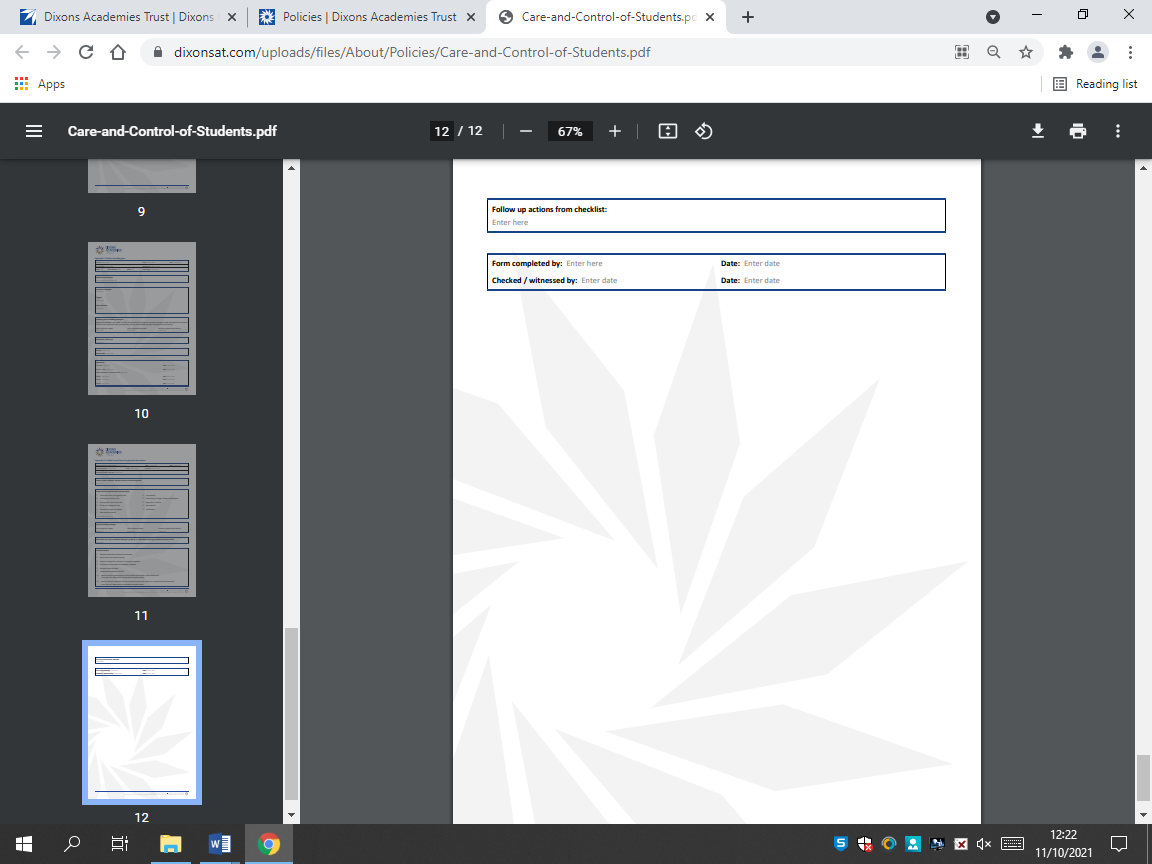 Dixons Academies Trust | Dixons
Policies | Dixons Academies Trust
Care-and-Control-of-Students.pd
dixonsat.com/uploads/files/About/Policies/Care-and-Control-of-Students.pdf
Apps
Reading list
Care-and-Control-of-Students.pdf
12 / 12
67%
9
10
11
12
Follow up actions from checklist:
Enter here
Form completed by: Enter here Date: Enter date
Checked / witnessed by: Enter date Date: Enter date
12:22
11/10/2021